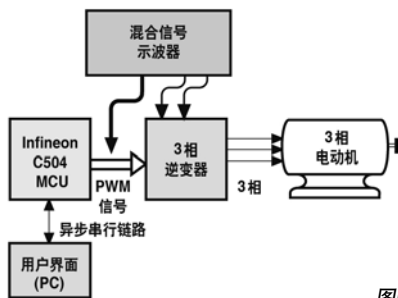 混合信号
示波器
Infineon
C504
MCU
PWM
信号
3相
逆变器
3相
3相
电动机
异步串行链路
用户界面
(PC)
图